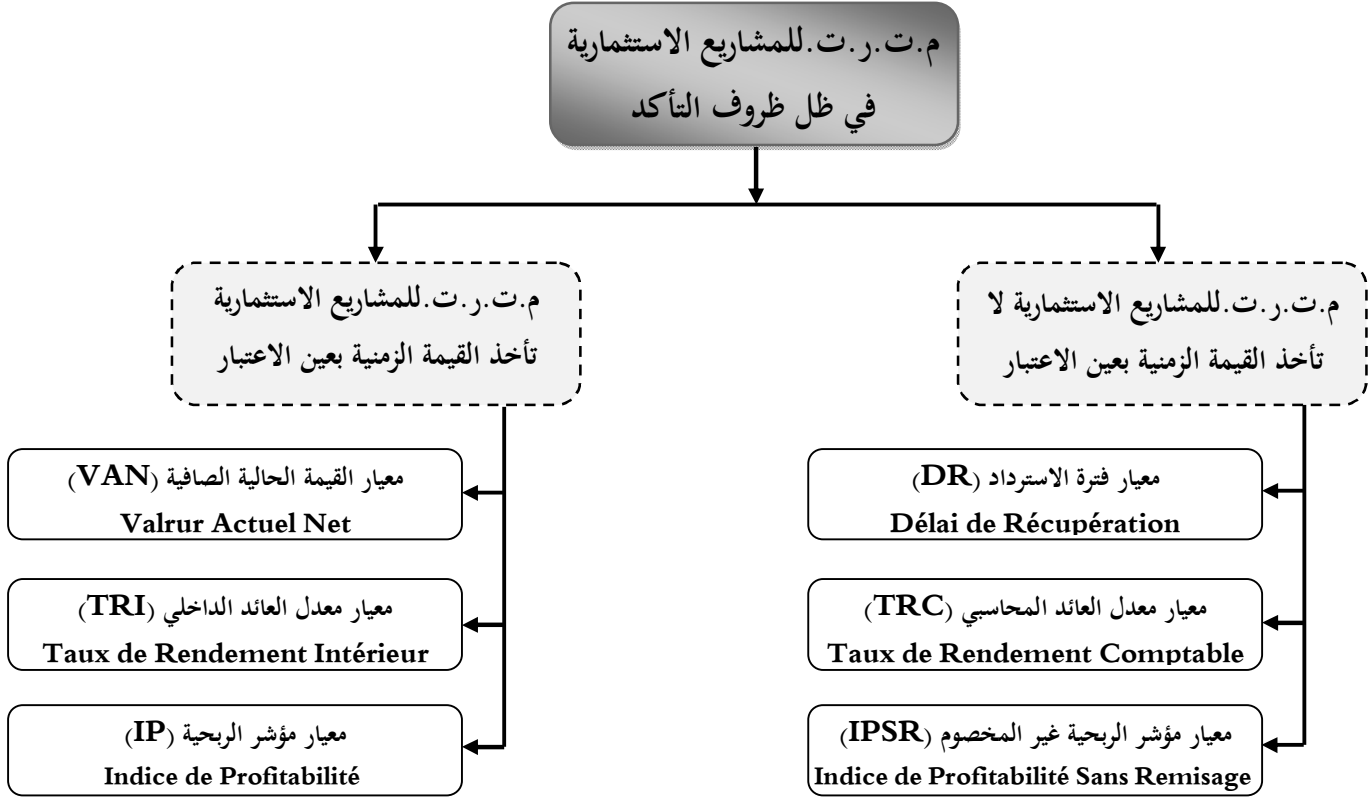 م.ت.ر.ت.للمشاريع الاستثمارية
في ظل ظروف التأكد
م.ت.ر.ت.للمشاريع الاستثمارية لا
تأخذ القيمة الزمنية بعين الاعتبار
معيار فترة الاسترداد (DR)
Délai de Récupération
معيار معدل العائد المحاسبي (TRC)
Taux de Rendement Comptable
معيار مؤشر الربحية غير المخصوم (IPSR)
Indice de Profitabilité Sans Remisage
م.ت.ر.ت.للمشاريع الاستثمارية
تأخذ القيمة الزمنية بعين الاعتبار
معيار القيمة الحالية الصافية (VAN)
Valrur Actuel Net
معيار معدل العائد الداخلي (TRI)
Taux de Rendement Intérieur
معيار مؤشر الربحية (IP)
Indice de Profitabilité